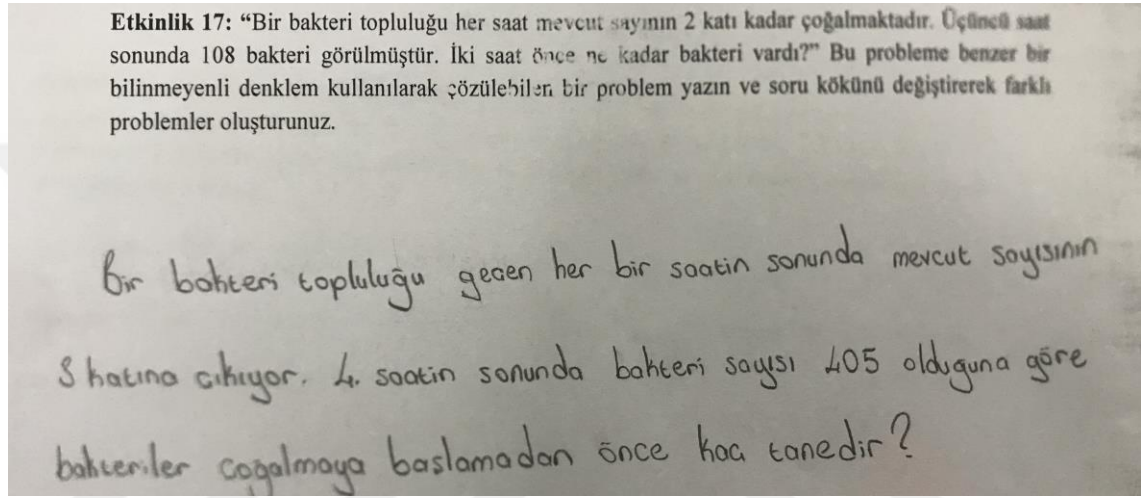 Etkinlik 17: “Bir bakteri topluluğu her saat mevcut sayının 2 katı kadar çoğalmaktadır. Üçüncü saat
sonunda 108 bakteri görülmüştür. İki saat önce ne kadar bakteri vardı?” Bu probleme benzer bir
bilinmeyenli denklem kullanılarak çözülebilen bir problem yazın ve soru kökünü değiştirerek farklı
problemler oluşturunuz.
Bir bakteri topluluğu geçen her bir saatin sonunda mevcut sayısının
3 katına çıkıyor. 4. saatin sonunda bakteri sayısı 405 olduğuna göre
bakteriler çoğalmaya başlamadan önce kaç tanedir?